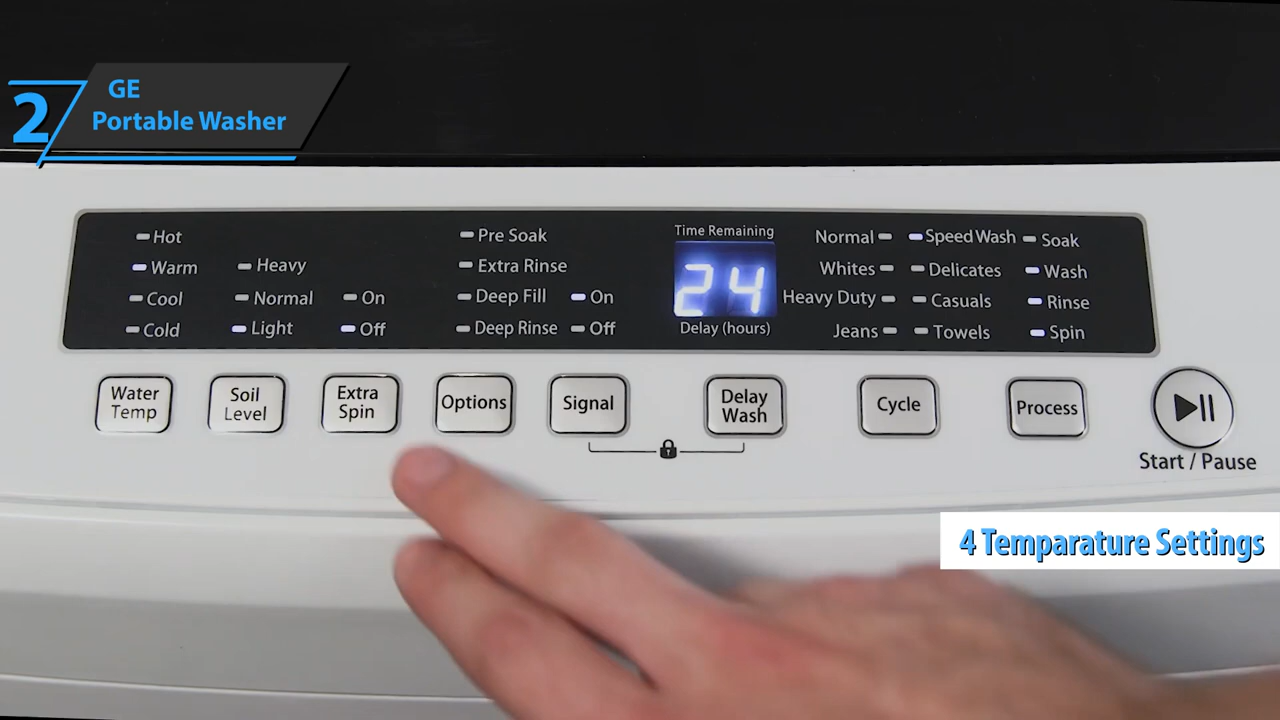 2
GE
Portable Washer
Hot
Warm
Cool
Cold
Heavy
Normal
Light
On
Off
Pre Soak
Extra Rinse
Deep Fill
Deep Rinse
On
Off
Time Remaining
24
Delay (hours)
Normal
Whites
Heavy Duty
Jeans
Speed Wash
Delicates
Casuals
Towels
Soak
Wash
Rinse
Spin
Water
Temp
Soil
Level
Extra
Spin
Options
Signal
Delay
Wash
Cycle
Process
Start / Pause
4 Temparature Settings